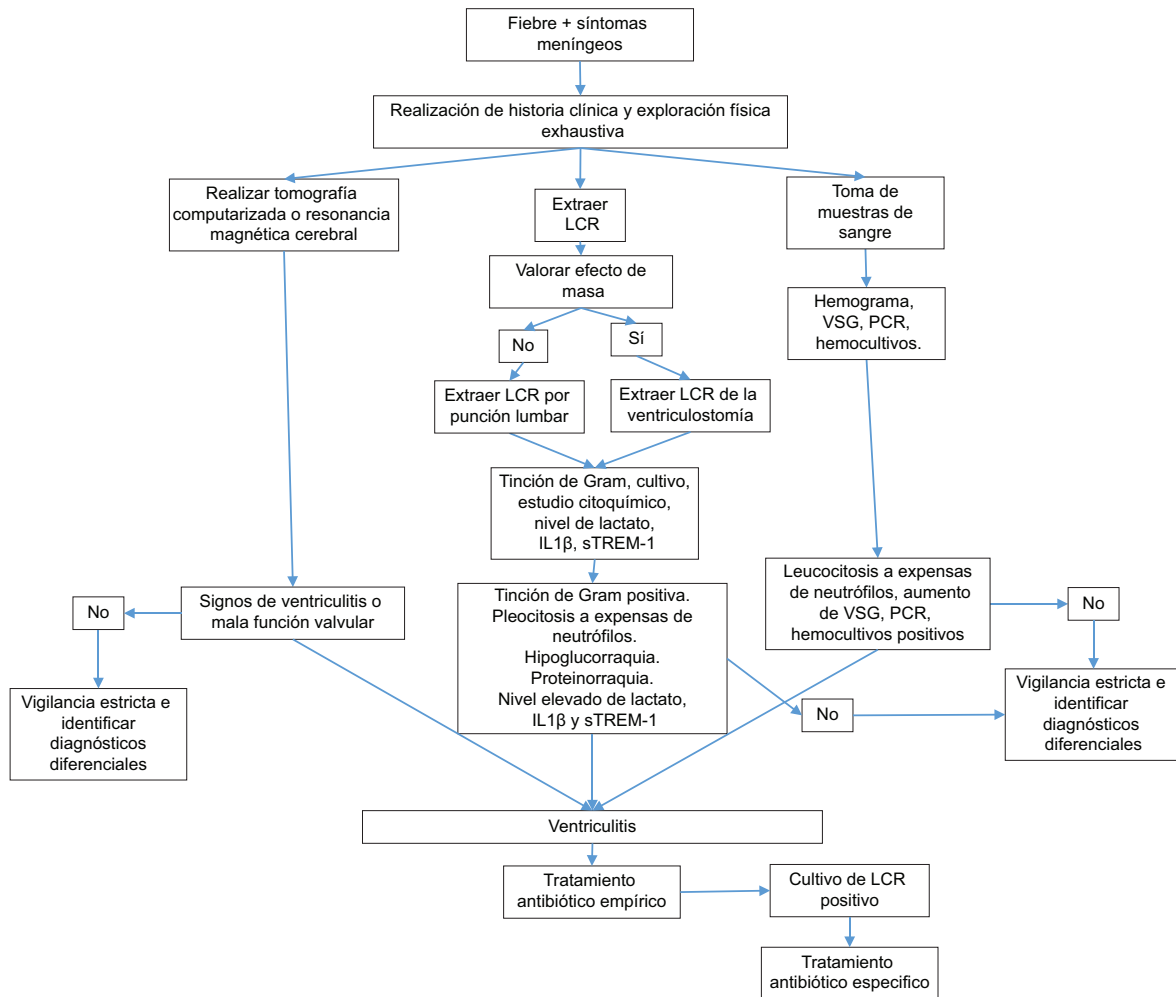 Fiebre + síntomas
meníngeos
Realización de historia clínica y exploración física
exhaustiva
Realizar tomografía
computarizada o resonancia
magnética cerebral
Extraer
LCR
Toma de
muestras de
sangre
Valorar efecto de
masa
Hemograma,
VSG, PCR,
hemocultivos.
No
Sí
Extraer LCR por
punción lumbar
Extraer LCR de la
ventriculostomía
Tinción de Gram, cultivo,
estudio citoquímico,
nivel de lactato,
IL1β, sTREM-1
No
Signos de ventriculitis o
mala función valvular
Tinción de Gram positiva.
Pleocitosis a expensas de
neutrófilos.
Hipoglucorraquia.
Proteinorraquia.
Nivel elevado de lactato,
IL1β y sTREM-1
Leucocitosis a expensas
de neutrófilos, aumento
de VSG, PCR,
hemocultivos positivos
No
Vigilancia estricta e
identificar
diagnósticos
diferenciales
No
Vigilancia estricta e
identificar
diagnósticos
diferenciales
Ventriculitis
Tratamiento
antibiótico empírico
Cultivo de LCR
positivo
Tratamiento
antibiótico especifico